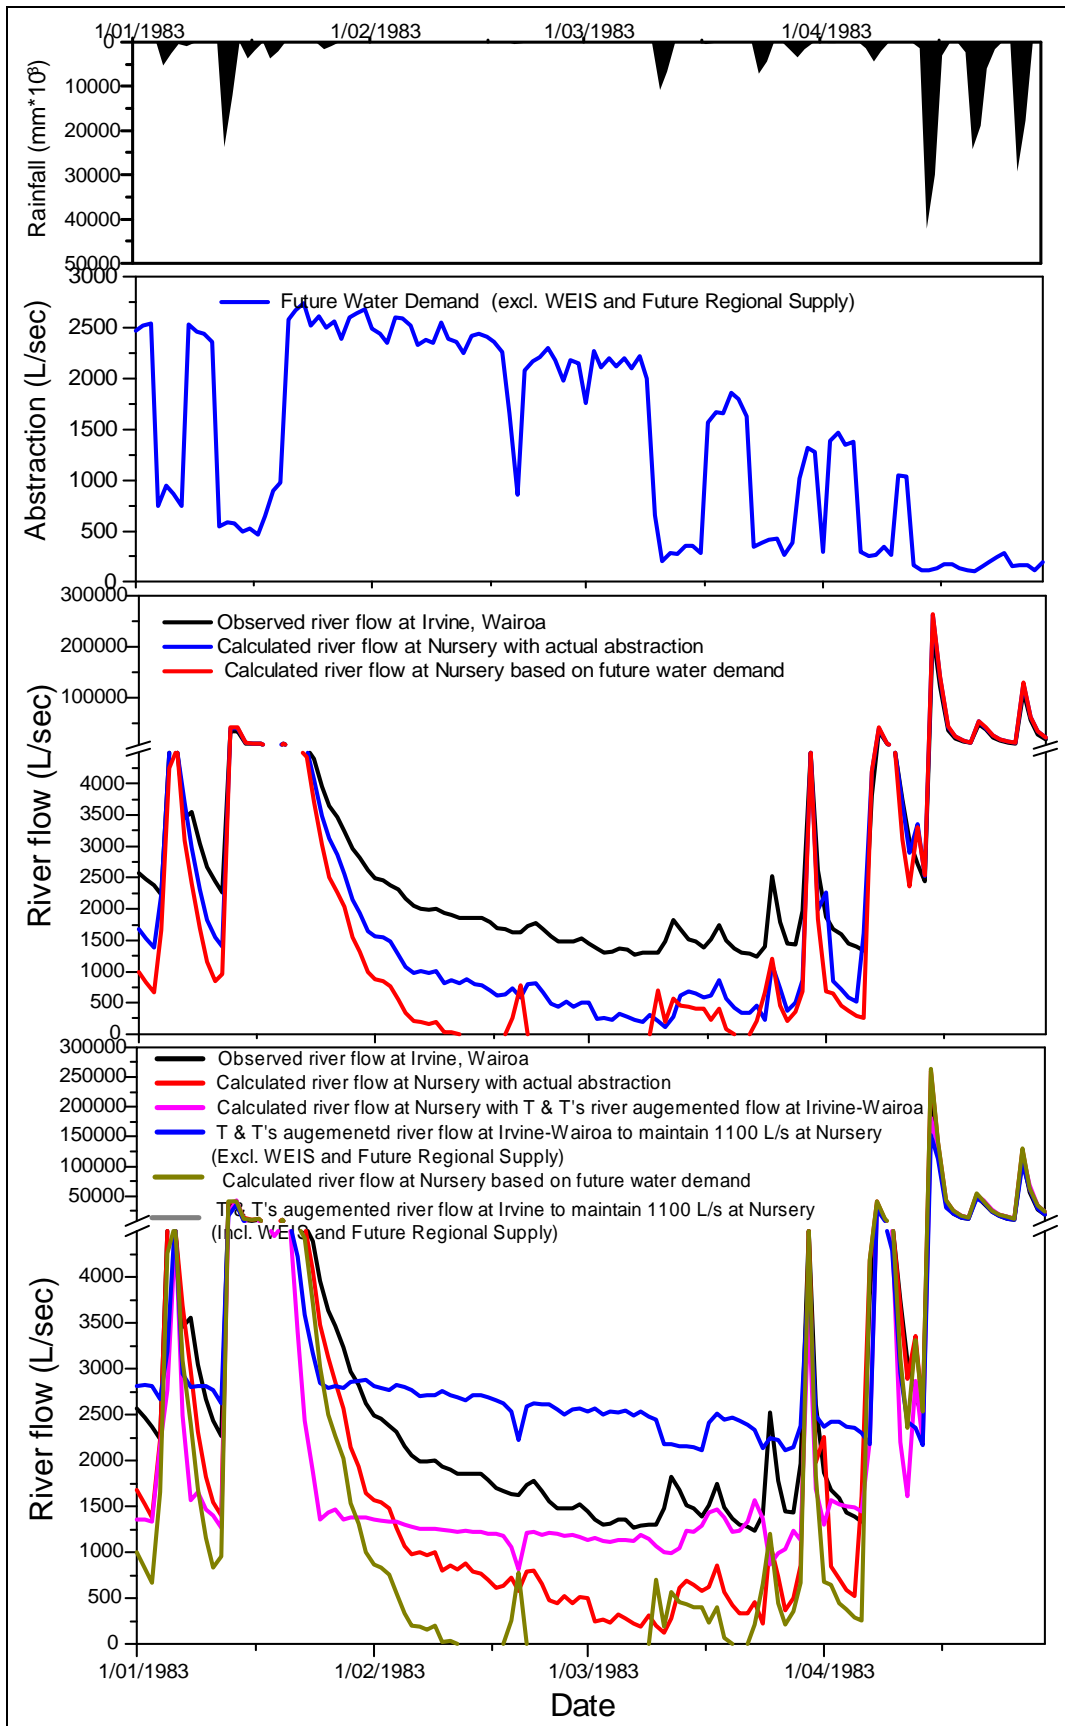 1/01/1983 1/02/1983 1/03/1983 1/04/1983
Rainfall (mm*10³)
0
10000
20000
30000
40000
50000
Abstraction (L/sec)
3000
2500
2000
1500
1000
500
0
Future Water Demand (excl. WEIS and Future Regional Supply)
River flow (L/sec)
300000
200000
100000
4000
3500
3000
2500
2000
1500
1000
500
0
Observed river flow at Irvine, Wairoa
Calculated river flow at Nursery with actual abstraction
Calculated river flow at Nursery based on future water demand
River flow (L/sec)
300000
250000
200000
150000
100000
50000
4000
3500
3000
2500
2000
1500
1000
500
0
Observed river flow at Irvine, Wairoa
Calculated river flow at Nursery with actual abstraction
Calculated river flow at Nursery with T & T's river augemented flow at Irivine-Wairoa
T & T's augemenetd river flow at Irvine-Wairoa to maintain 1100 L/s at Nursery
(Excl. WEIS and Future Regional Supply)
Calculated river flow at Nursery based on future water demand
T & T's augmented river flow at Irvine to maintain 1100 L/s at Nursery
(Incl. WEIS and Future Regional Supply)
1/01/1983 1/02/1983 1/03/1983 1/04/1983
Date